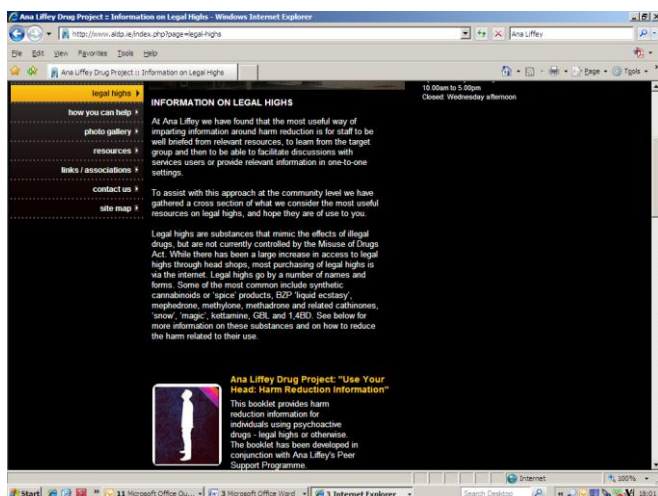 Ana Liffey Drug Project :: Information on Legal Highs - Windows Internet Explorer
http://www.aldp.ie/index.php?page=legal-highs
Ana Liffey
File Edit View Favorites Tools Help
Ana Liffey Drug Project :: Information on Legal Highs
Page Tools
legal highs
how you can help
photo gallery
resources
links / associations
contact us
site map
10.00am to 5.00pm
Closed: Wednesday afternoon
INFORMATION ON LEGAL HIGHS
At Ana Liffey we have found that the most useful way of
imparting information around harm reduction is for staff to be
well briefed from relevant resources, to learn from the target
group and then to be able to facilitate discussions with
services users or provide relevant information in one-to-one
settings.
To assist with this approach at the community level we have
gathered a cross section of what we consider the most useful
resources on legal highs, and hope they are of use to you.
Legal highs are substances that mimic the effects of illegal
drugs, but are not currently controlled by the Misuse of Drugs
Act. While there has been a large increase in access to legal
highs through head shops, most purchasing of legal highs is
via the internet. Legal highs go by a number of names and
forms. Some of the most common include synthetic
cannabinoids or 'spice' products, BZP 'liquid ecstasy',
mephedrone, methylone, methadrone and related cathinones,
'snow', 'magic', kettamine, GBL and 1,4BD. See below for
more information on these substances and on how to reduce
the harm related to their use.
Ana Liffey Drug Project: "Use Your
Head: Harm Reduction Information"
This booklet provides harm
reduction information for
individuals using psychoactive
drugs - legal highs or otherwise.
The booklet has been developed in
conjunction with Ana Liffey's Peer
Support Programme.
Internet 100%
Start 11 Microsoft Office Ou... 3 Microsoft Office Word 3 Internet Explorer Search Desktop 18:01